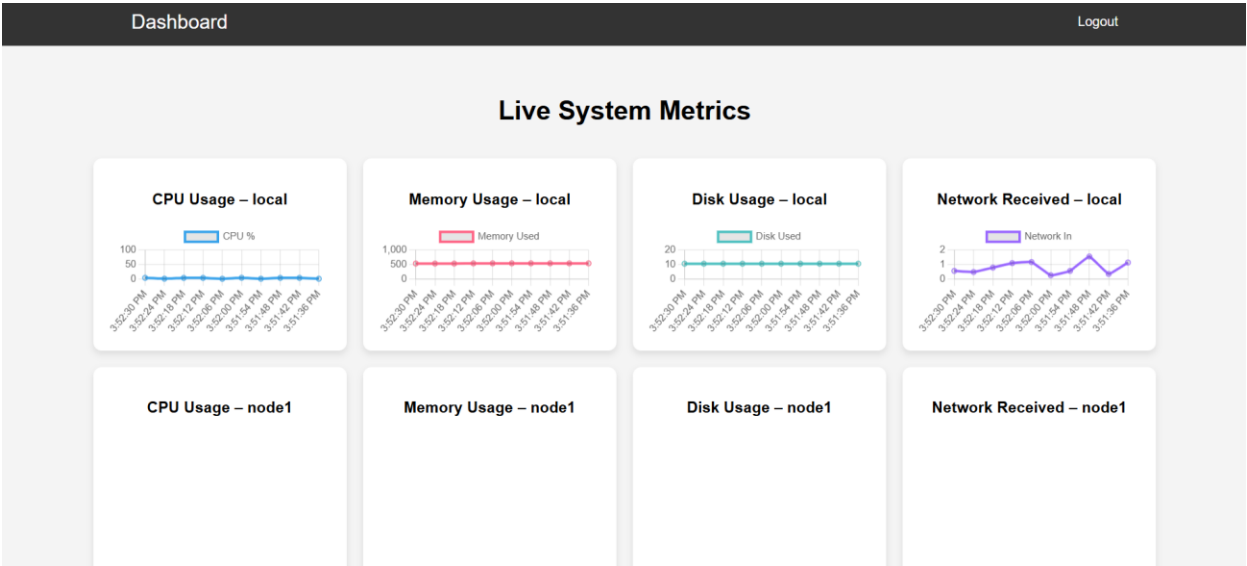 Dashboard
Logout
Live System Metrics
CPU Usage – local
CPU %
100
50
0
3:52:30 PM
3:52:24 PM
3:52:18 PM
3:52:12 PM
3:52:06 PM
3:52:00 PM
3:51:54 PM
3:51:48 PM
3:51:42 PM
3:51:36 PM
Memory Usage – local
Memory Used
1,000
500
0
3:52:30 PM
3:52:24 PM
3:52:18 PM
3:52:12 PM
3:52:06 PM
3:52:00 PM
3:51:54 PM
3:51:48 PM
3:51:42 PM
3:51:36 PM
Disk Usage – local
Disk Used
20
10
0
3:52:30 PM
3:52:24 PM
3:52:18 PM
3:52:12 PM
3:52:06 PM
3:52:00 PM
3:51:54 PM
3:51:48 PM
3:51:42 PM
3:51:36 PM
Network Received – local
Network In
2
1
0
3:52:30 PM
3:52:24 PM
3:52:18 PM
3:52:12 PM
3:52:06 PM
3:52:00 PM
3:51:54 PM
3:51:48 PM
3:51:42 PM
3:51:36 PM
CPU Usage – node1
Memory Usage – node1
Disk Usage – node1
Network Received – node1